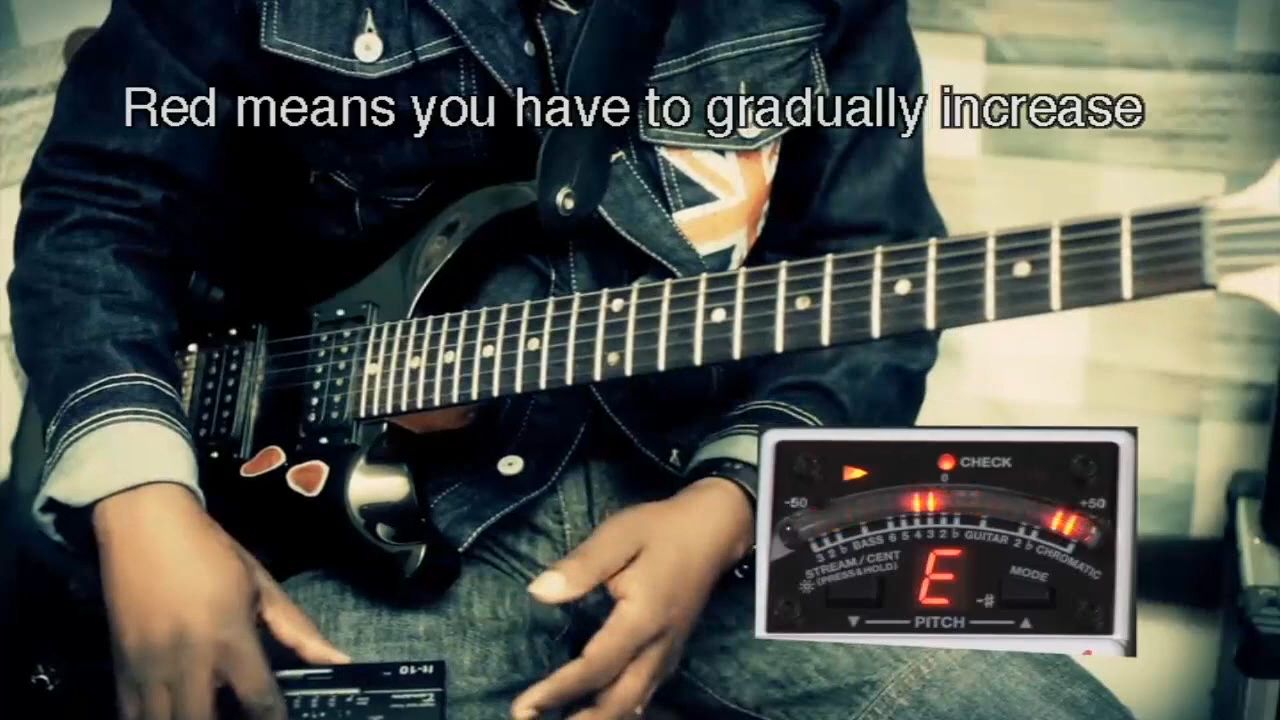 Red means you have to gradually increase
CHECK
0
-50
+50
3 2 ♭ BASS 6 5 4 3 2 ♭ GUITAR 2♭ CHROMATIC
STREAM./CENT
(PRESS & HOLD)
E
MODE
▼ PITCH ▲